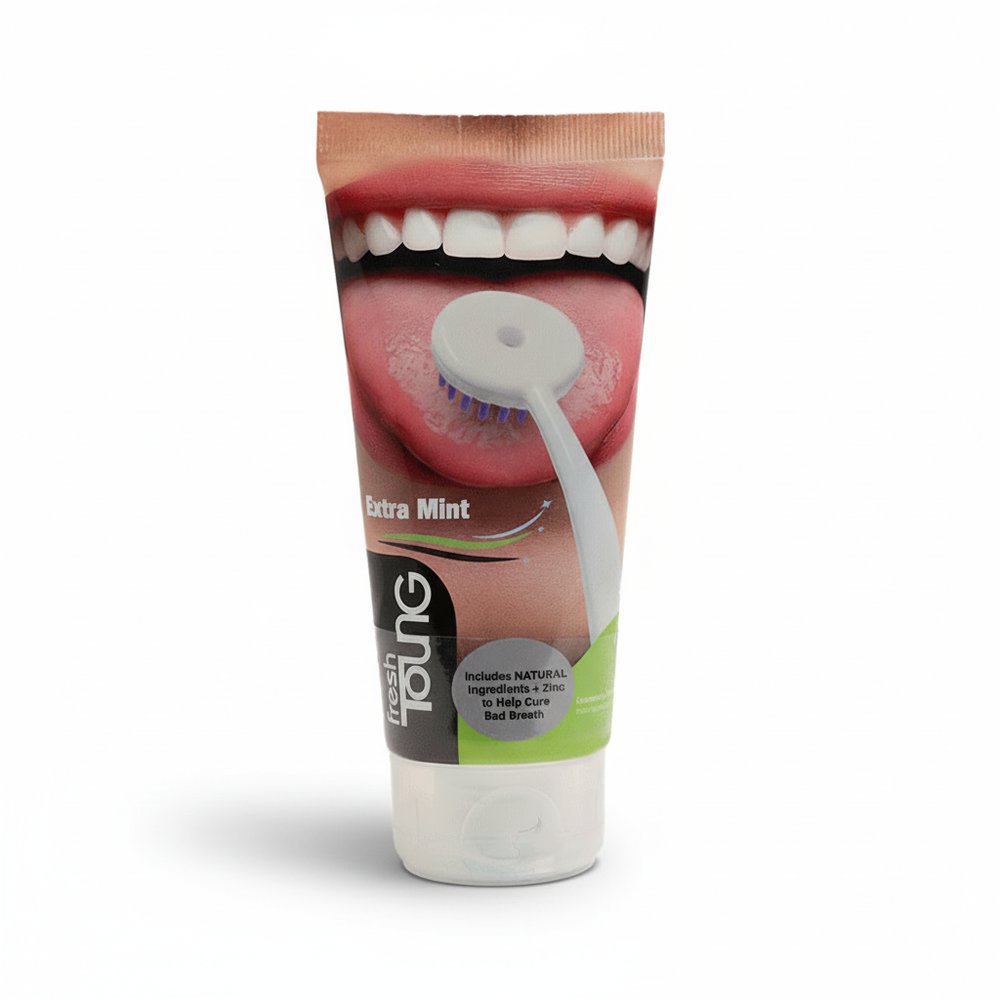 Extra Mint
fresh
TOUNG
Includes NATURAL
Ingredients + Zinc
to Help Cure
Bad Breath